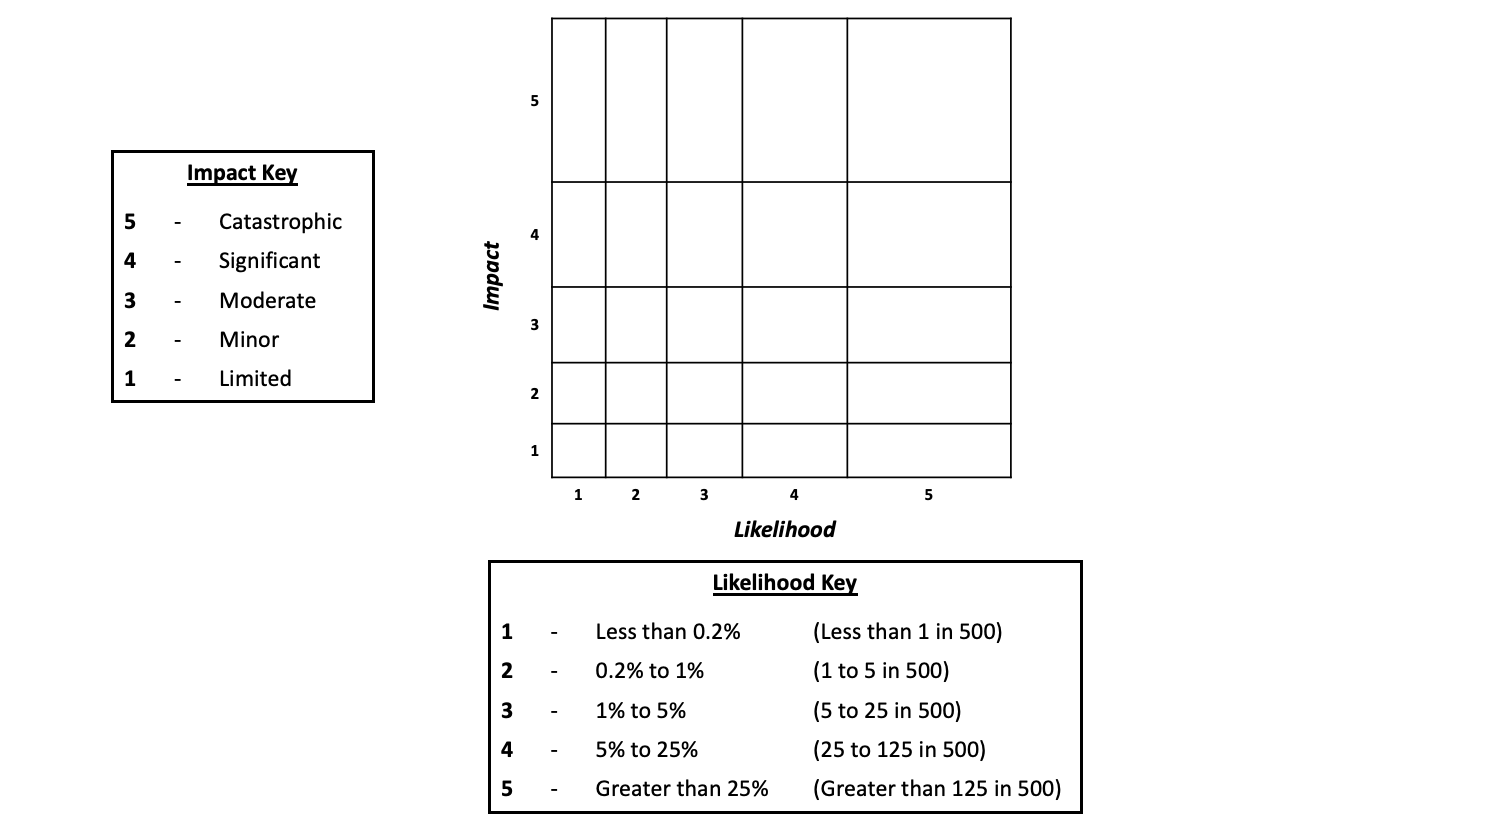 Impact Key
5 - Catastrophic
4 - Significant
3 - Moderate
2 - Minor
1 - Limited
Impact
5
4
3
2
1
1 2 3 4 5
Likelihood
Likelihood Key
1 - Less than 0.2% (Less than 1 in 500)
2 - 0.2% to 1% (1 to 5 in 500)
3 - 1% to 5% (5 to 25 in 500)
4 - 5% to 25% (25 to 125 in 500)
5 - Greater than 25% (Greater than 125 in 500)